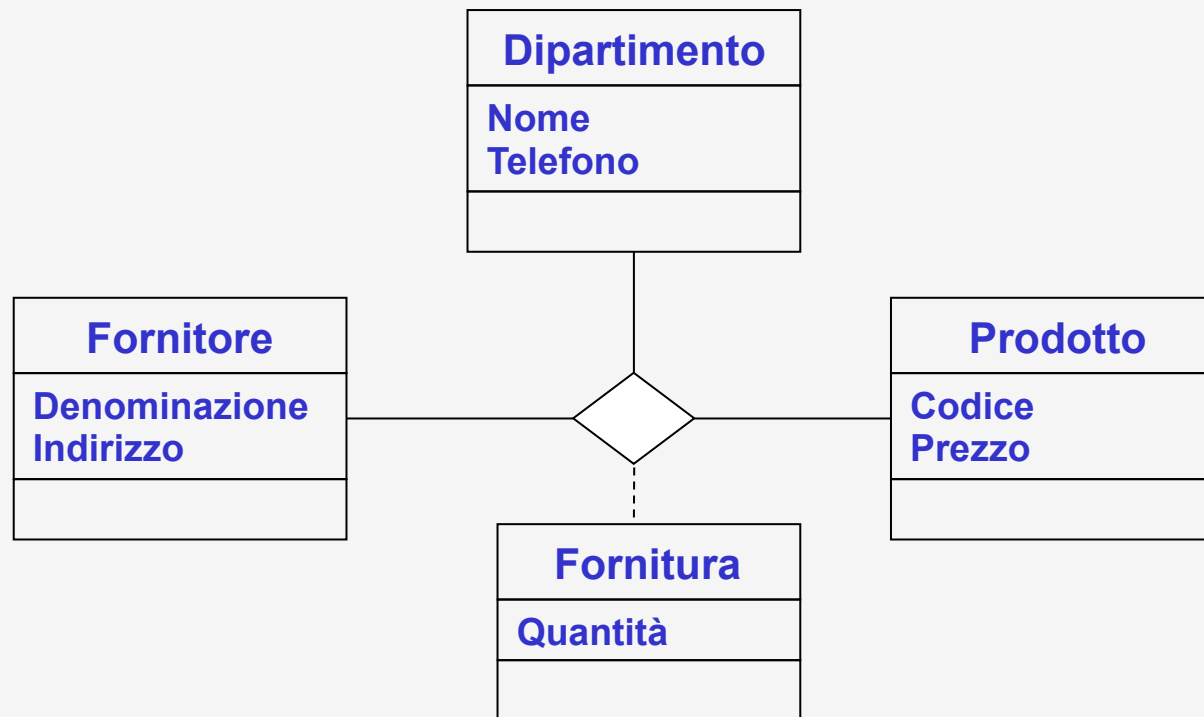 Dipartimento
Nome
Telefono
Fornitore
Denominazione
Indirizzo
Prodotto
Codice
Prezzo
Fornitura
Quantità